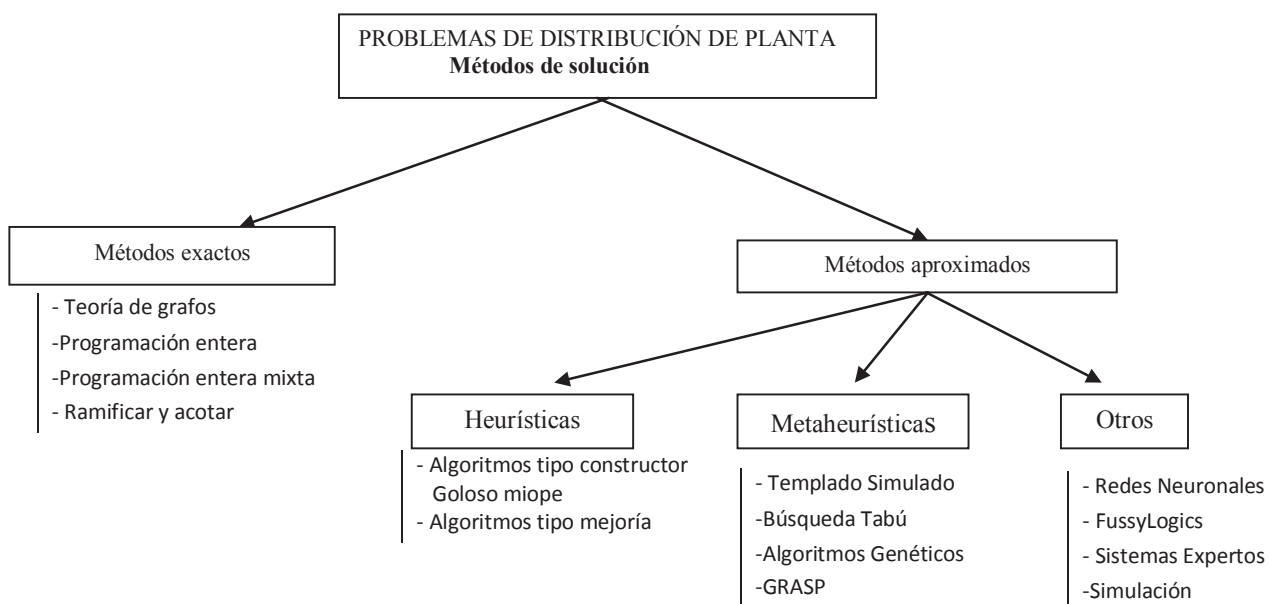 PROBLEMAS DE DISTRIBUCIÓN DE PLANTA
Métodos de solución
Métodos exactos
- Teoría de grafos
-Programación entera
-Programación entera mixta
- Ramificar y acotar
Métodos aproximados
Heurísticas
- Algoritmos tipo constructor
Goloso miope
- Algoritmos tipo mejoría
Metaheurísticas
- Templado Simulado
-Búsqueda Tabú
-Algoritmos Genéticos
-GRASP
Otros
- Redes Neuronales
- FussyLogics
- Sistemas Expertos
-Simulación